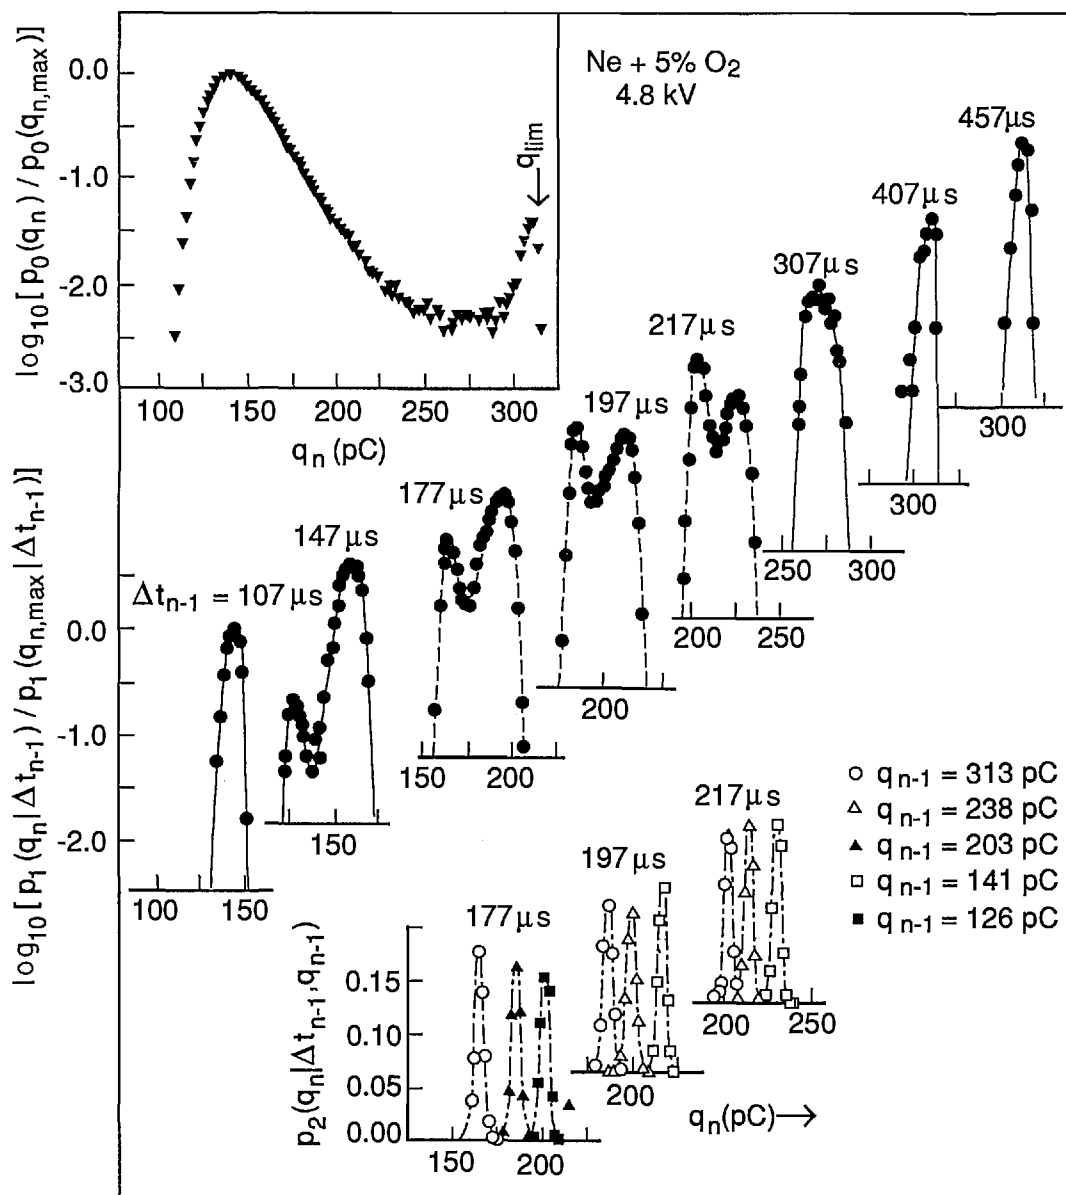 log10[p0(qn) / p0(qn,max)]
0.0
-1.0
-2.0
-3.0
100 150 200 250 300
qn (pC)
qlim
Ne + 5% O2
4.8 kV
457μs
407μs
307μs
217μs
197μs
177μs
147μs
Δtn-1 = 107μs
300
300
250 300
200 250
200
150 200
150
100 150
log10[p1(qn|Δtn-1) / p1(qn,max|Δtn-1)]
0.0
-1.0
-2.0
qn-1 = 313 pC
qn-1 = 238 pC
qn-1 = 203 pC
qn-1 = 141 pC
qn-1 = 126 pC
217μs
197μs
177μs
p2(qn|Δtn-1,qn-1)
0.15
0.10
0.05
0.00
200 250
200
150 200
qn(pC)→